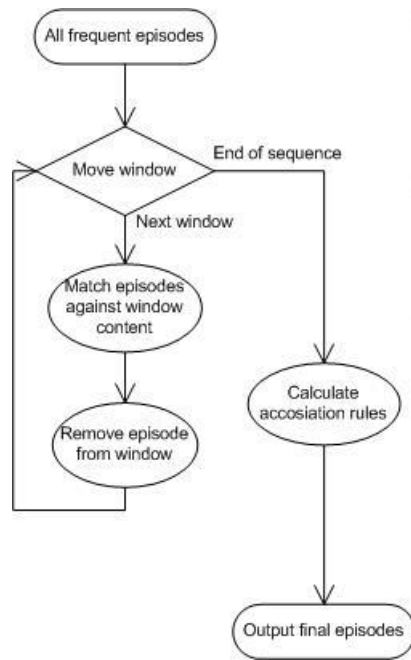 All frequent episodes
Move window
End of sequence
Next window
Match episodes
against window
content
Calculate
accosiation rules
Remove episode
from window
Output final episodes